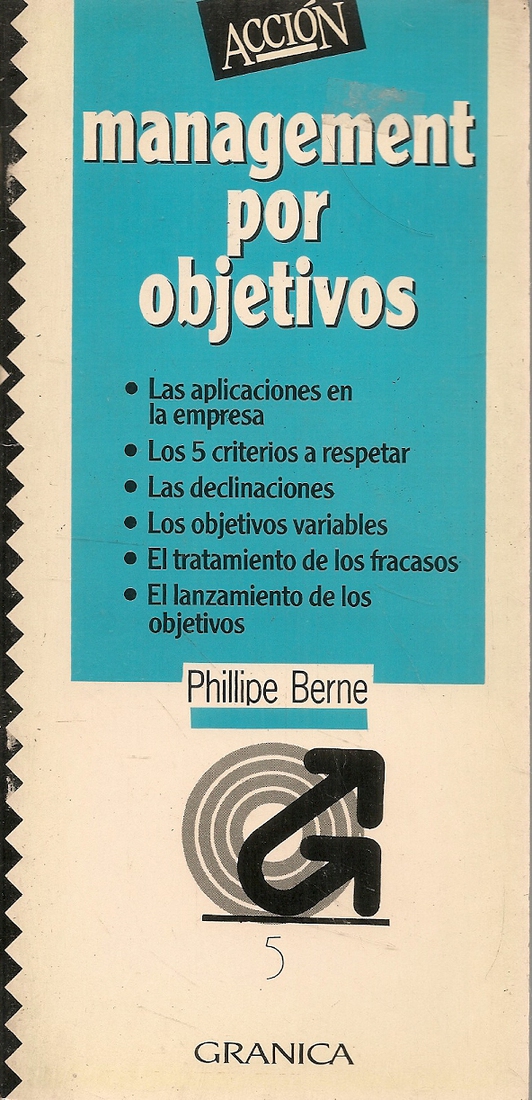 ACCIÓN
management
por
objetivos
• Las aplicaciones en
la empresa
• Los 5 criterios a respetar
• Las declinaciones
• Los objetivos variables
• El tratamiento de los fracasos
• El lanzamiento de los
objetivos
Phillipe Berne
5
GRANICA